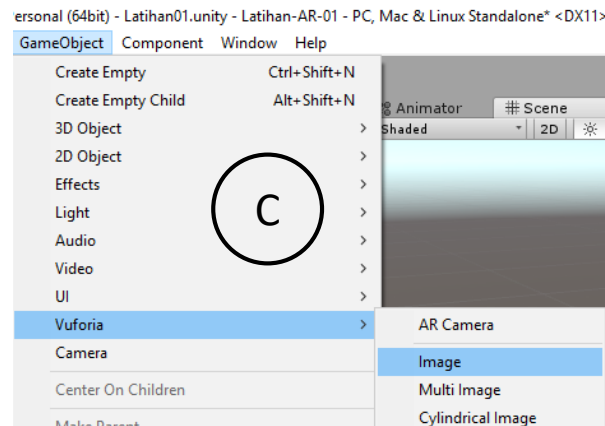 ersonal (64bit) - Latihan01.unity - Latihan-AR-01 - PC, Mac & Linux Standalone* <DX11>
GameObject Component Window Help
Create Empty Ctrl+Shift+N
Create Empty Child Alt+Shift+N
Animator # Scene
3D Object >
Shaded 2D
2D Object >
Effects >
Light >
C
Audio >
Video >
UI >
Vuforia >
AR Camera
Camera
Image
Center On Children
Multi Image
Cylindrical Image
Make Parent